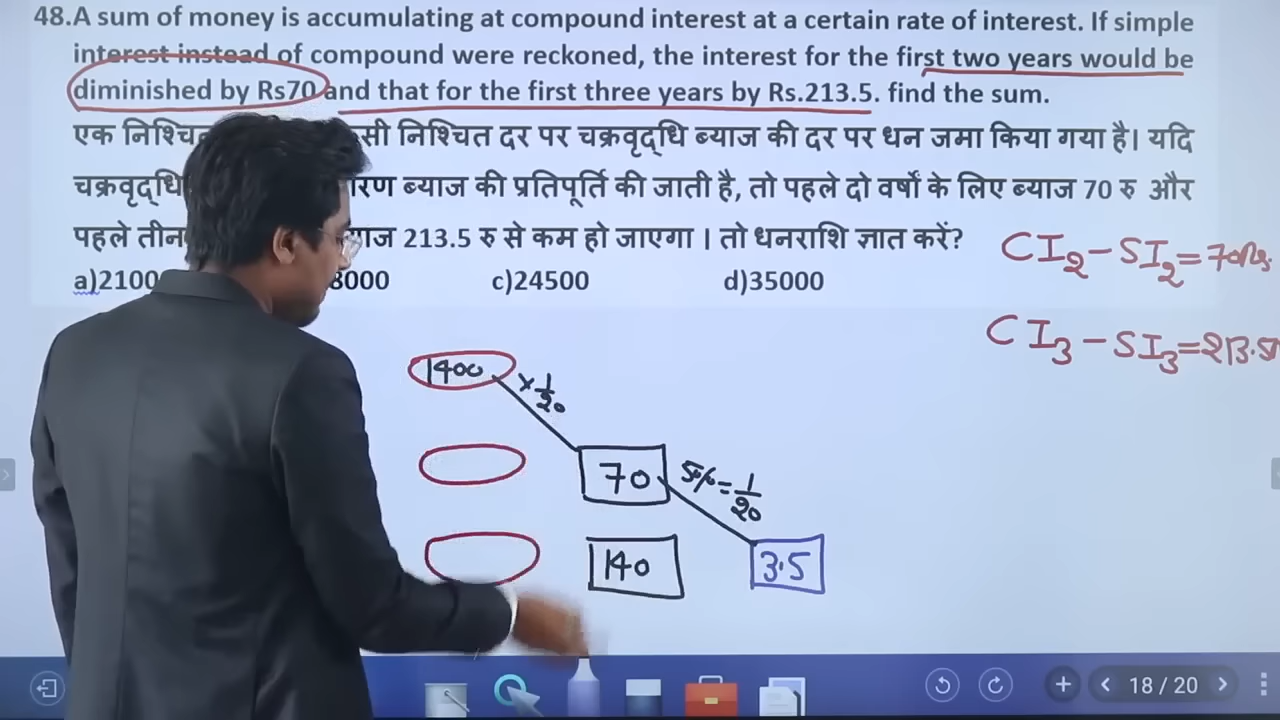 48.A sum of money is accumulating at compound interest at a certain rate of interest. If simple
interest instead of compound were reckoned, the interest for the first two years would be
diminished by Rs70 and that for the first three years by Rs.213.5. find the sum.
एक निश्चित सी निश्चित दर पर चक्रवृद्धि ब्याज की दर पर धन जमा किया गया है। यदि
चक्रवृद्धि ारण ब्याज की प्रतिपूर्ति की जाती है, तो पहले दो वर्षों के लिए ब्याज 70 रु और
पहले तीन याज 213.5 रु से कम हो जाएगा । तो धनराशि ज्ञात करें?
CI2-SI2=70Rs.
a)2100 8000 c)24500 d)35000
CI3-SI3=213.5
1400 ×1/20
70 5%=1/20
140 3.5
18 / 20